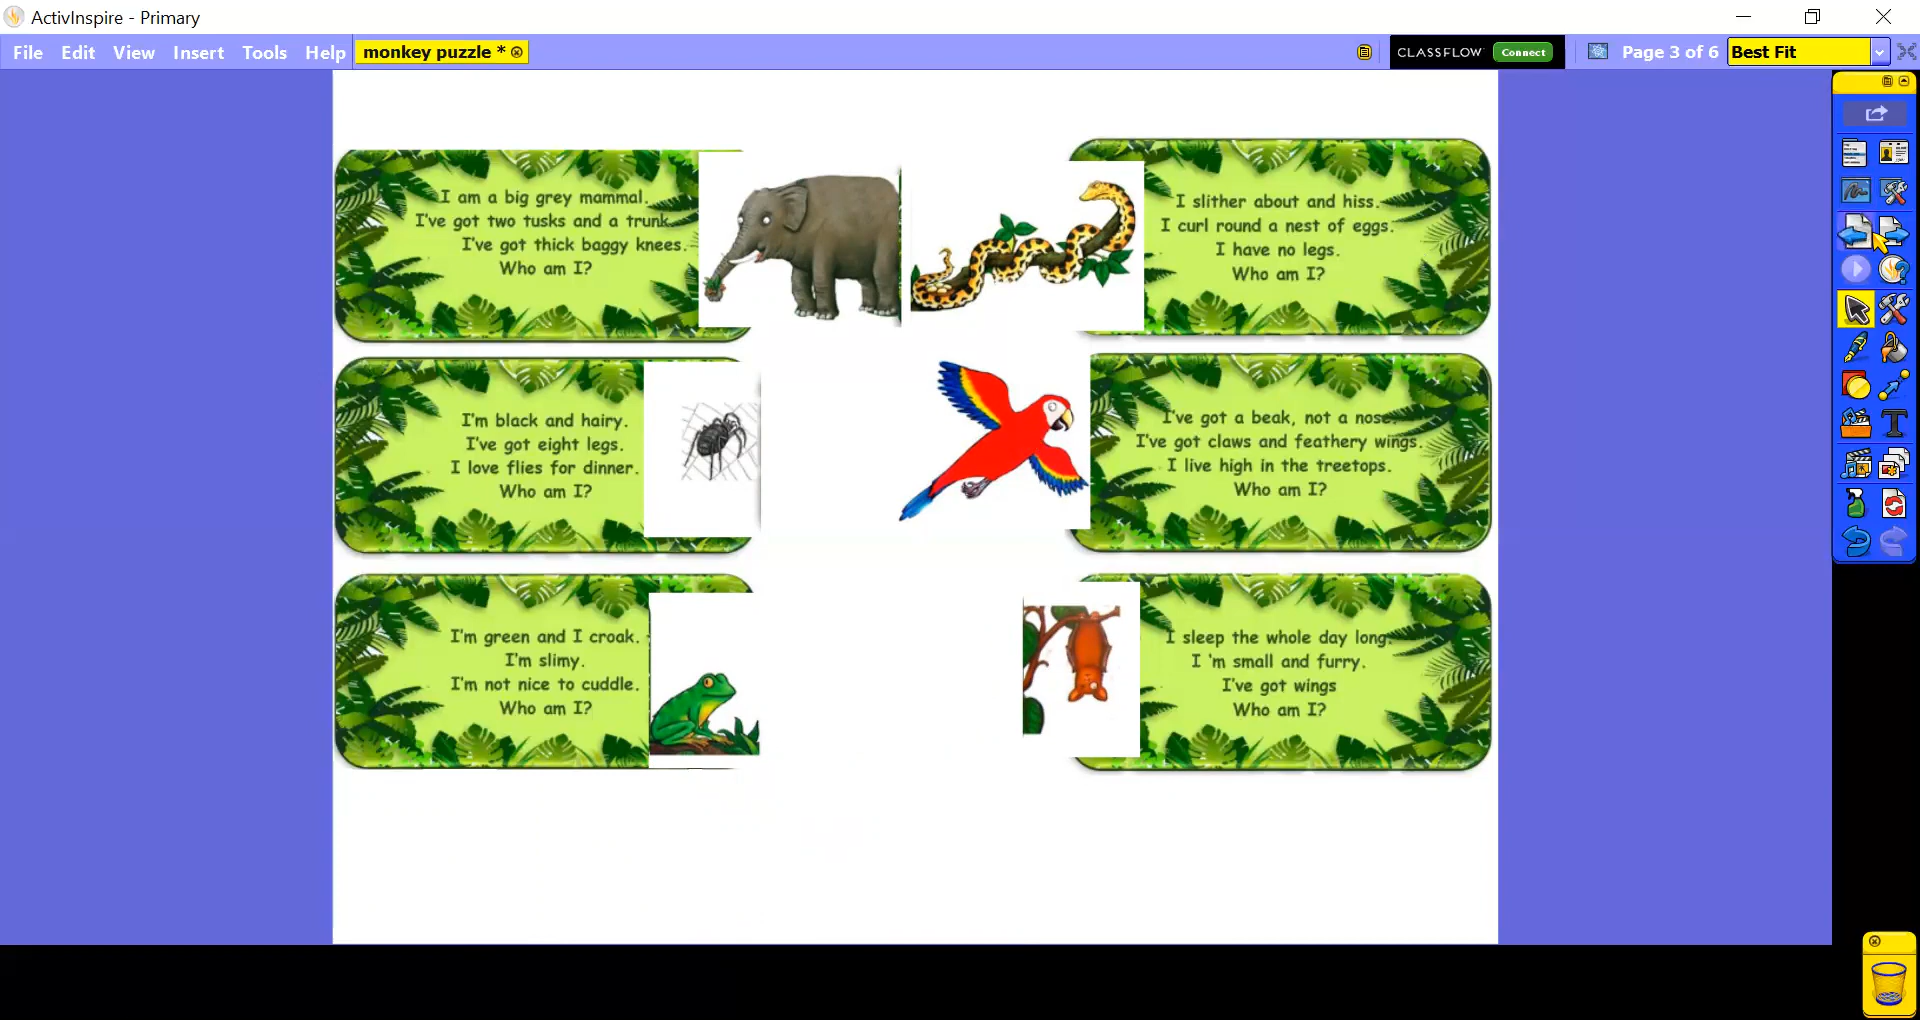 ActivInspire - Primary
File Edit View Insert Tools Help
monkey puzzle *
CLASSFLOW Connect
Page 3 of 6
Best Fit
I am a big grey mammal.
I've got two tusks and a trunk.
I've got thick baggy knees.
Who am I?
I slither about and hiss.
I curl round a nest of eggs.
I have no legs.
Who am I?
I'm black and hairy.
I've got eight legs.
I love flies for dinner.
Who am I?
I've got a beak, not a nose.
I've got claws and feathery wings.
I live high in the treetops.
Who am I?
I'm green and I croak.
I'm slimy.
I'm not nice to cuddle.
Who am I?
I sleep the whole day long.
I 'm small and furry.
I've got wings
Who am I?